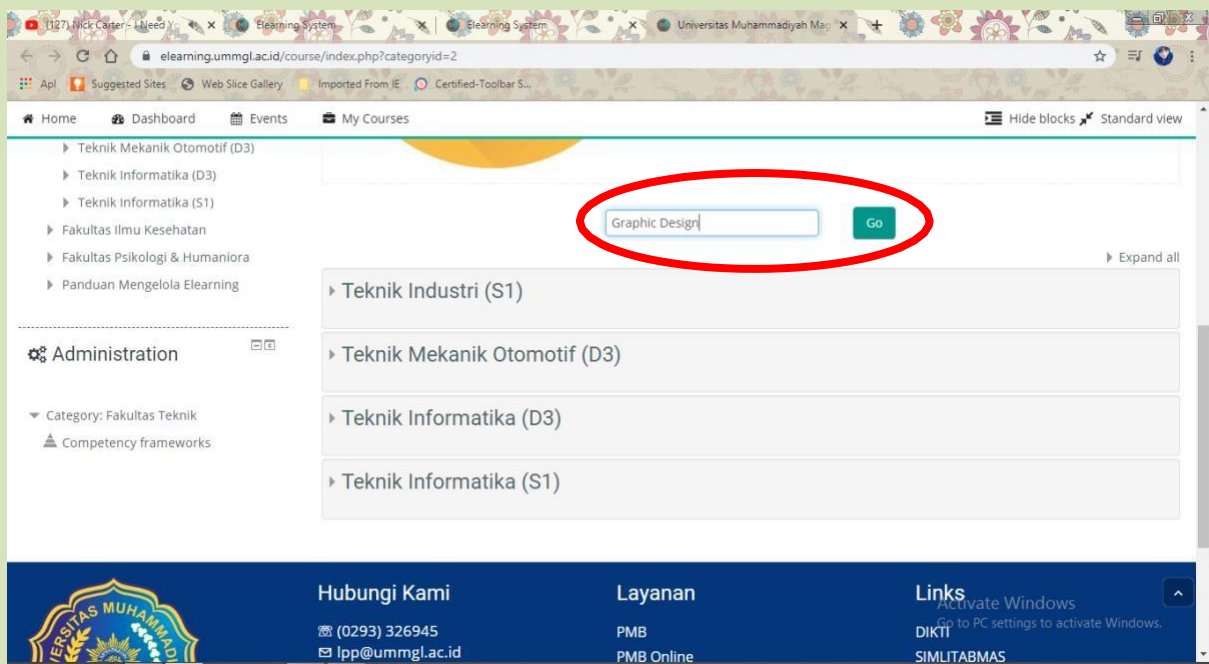 (127) Nick Carter - I Need Y
Elearning System
Elearning System
Universitas Muhammadiyah Mag
elearning.ummgl.ac.id/course/index.php?categoryid=2
Apl
Suggested Sites
Web Slice Gallery
Imported From IE
Certified-Toolbar S...
Home
Dashboard
Events
My Courses
Hide blocks
Standard view
Teknik Mekanik Otomotif (D3)
Teknik Informatika (D3)
Teknik Informatika (S1)
Fakultas Ilmu Kesehatan
Fakultas Psikologi & Humaniora
Panduan Mengelola Elearning
Administration
Category: Fakultas Teknik
Competency frameworks
Graphic Design
Go
Expand all
Teknik Industri (S1)
Teknik Mekanik Otomotif (D3)
Teknik Informatika (D3)
Teknik Informatika (S1)
Hubungi Kami
(0293) 326945
lpp@ummgl.ac.id
Layanan
PMB
PMB Online
Links
DIKTI
SIMLITABMAS
Activate Windows
Go to PC settings to activate Windows.